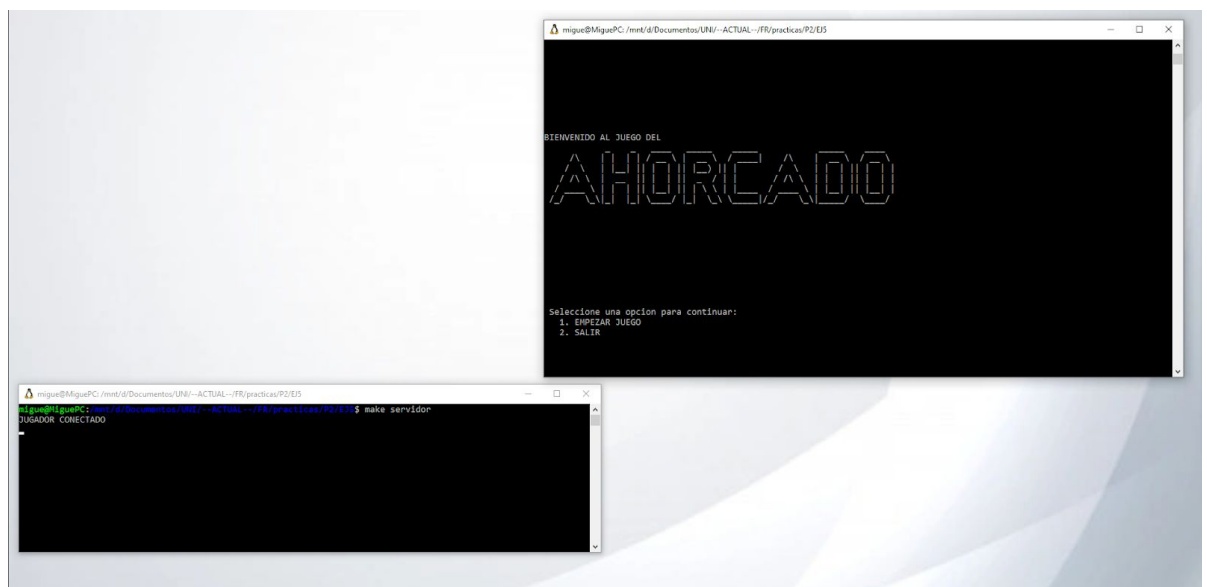 migue@MiguePC: /mnt/d/Documentos/UNI/--ACTUAL--/FR/practicas/P2/EJ5
BIENVENIDO AL JUEGO DEL
AHORCADO
Seleccione una opcion para continuar:
1. EMPEZAR JUEGO
2. SALIR
migue@MiguePC: /mnt/d/Documentos/UNI/--ACTUAL--/FR/practicas/P2/EJ5
migue@MiguePC:/mnt/d/Documentos/UNI/--ACTUAL--/FR/practicas/P2/EJ5$ make servidor
JUGADOR CONECTADO